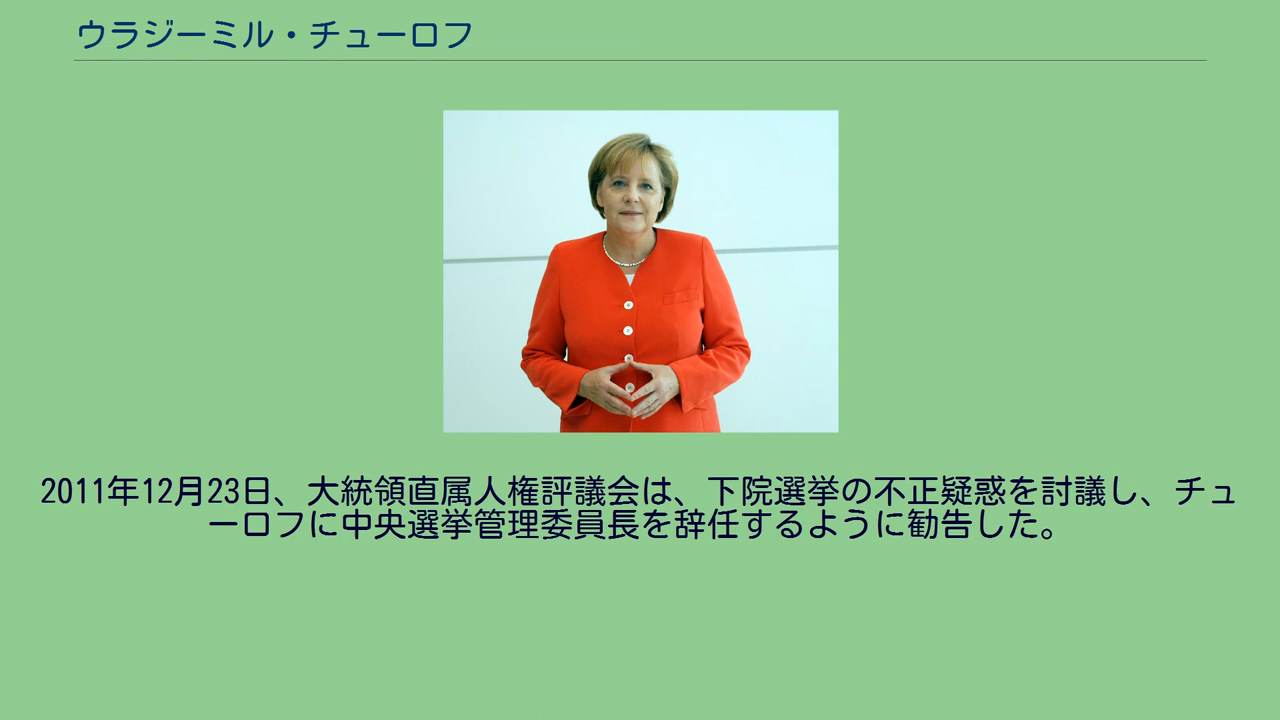 ウラジーミル・チューロフ
2011年12月23日、大統領直属人権評議会は、下院選挙の不正疑惑を討議し、チュ
ーロフに中央選挙管理委員長を辞任するように勧告した。